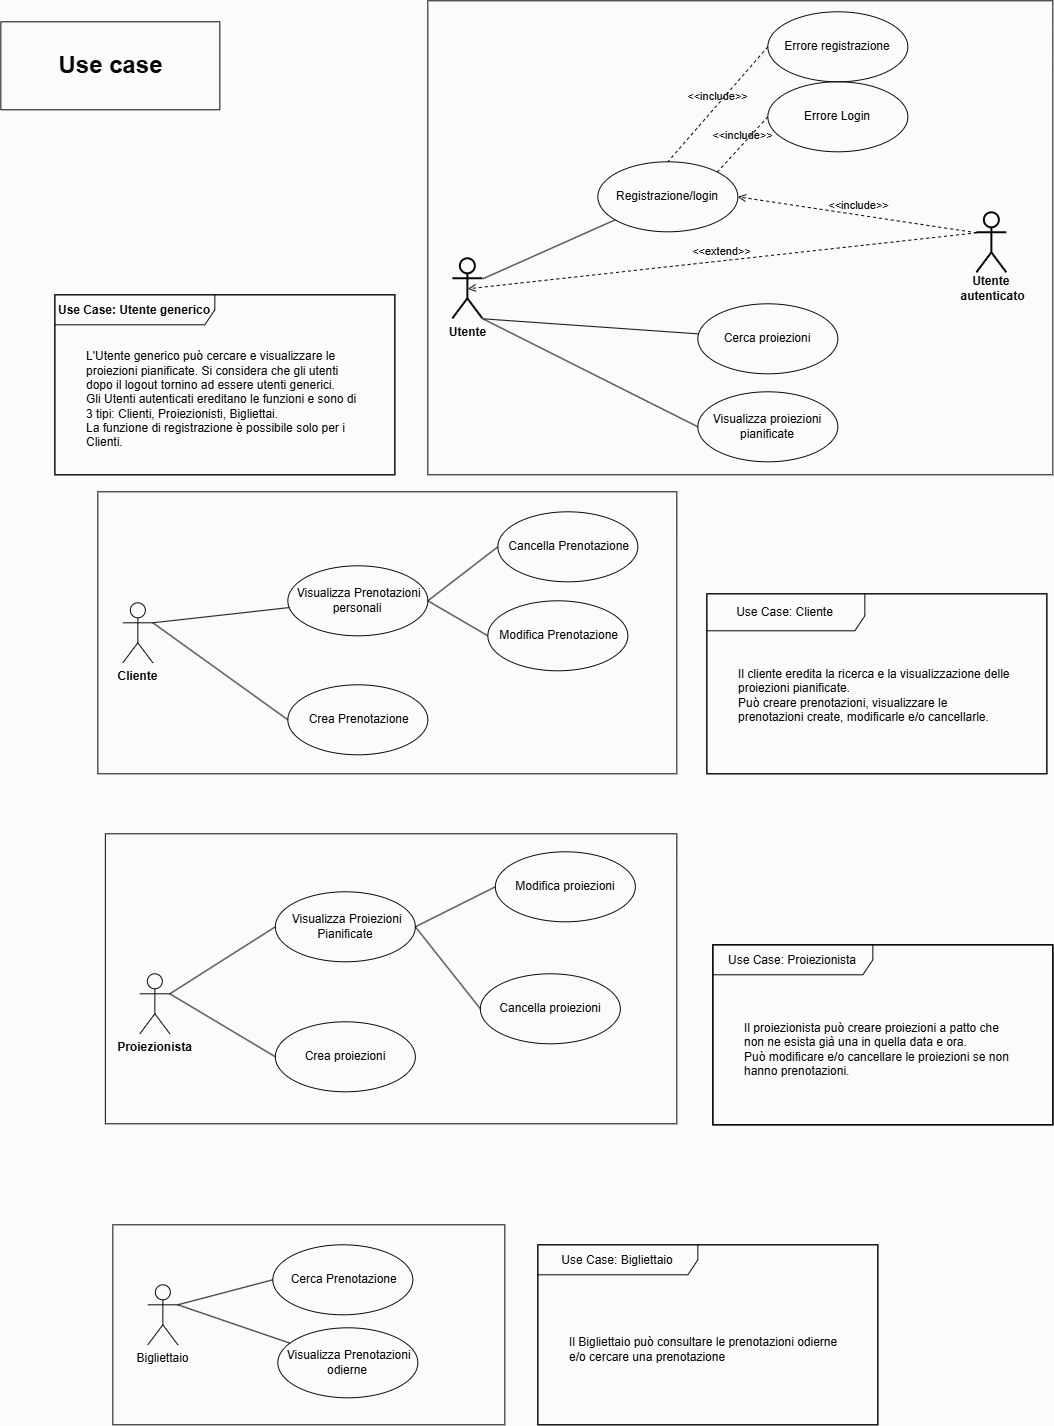 Use case
Errore registrazione
<<include>>
Errore Login
<<include>>
Registrazione/login
<<include>>
<<extend>>
Utente
autenticato
Utente
Cerca proiezioni
Visualizza proiezioni
pianificate
Use Case: Utente generico
L'Utente generico può cercare e visualizzare le
proiezioni pianificate. Si considera che gli utenti
dopo il logout tornino ad essere utenti generici.
Gli Utenti autenticati ereditano le funzioni e sono di
3 tipi: Clienti, Proiezionisti, Bigliettai.
La funzione di registrazione è possibile solo per i
Clienti.
Cancella Prenotazione
Visualizza Prenotazioni
personali
Modifica Prenotazione
Cliente
Crea Prenotazione
Use Case: Cliente
Il cliente eredita la ricerca e la visualizzazione delle
proiezioni pianificate.
Può creare prenotazioni, visualizzare le
prenotazioni create, modificarle e/o cancellarle.
Modifica proiezioni
Visualizza Proiezioni
Pianificate
Cancella proiezioni
Proiezionista
Crea proiezioni
Use Case: Proiezionista
Il proiezionista può creare proiezioni a patto che
non ne esista già una in quella data e ora.
Può modificare e/o cancellare le proiezioni se non
hanno prenotazioni.
Cerca Prenotazione
Bigliettaio
Visualizza Prenotazioni
odierne
Use Case: Bigliettaio
Il Bigliettaio può consultare le prenotazioni odierne
e/o cercare una prenotazione